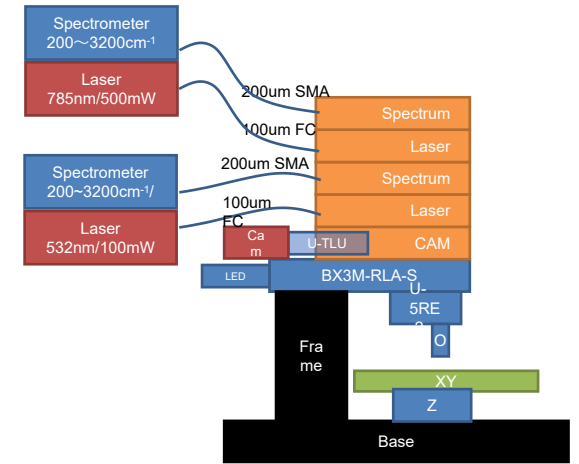 Spectrometer
200～3200cm-1
Laser
785nm/500mW
200um SMA
Spectrum
100um FC
Laser
Spectrometer
200~3200cm-1/
200um SMA
Spectrum
Laser
532nm/100mW
100um
FC
Laser
Ca
m
U-TLU
CAM
LED
BX3M-RLA-S
U-
5RE
O
Fra
me
XY
Z
Base